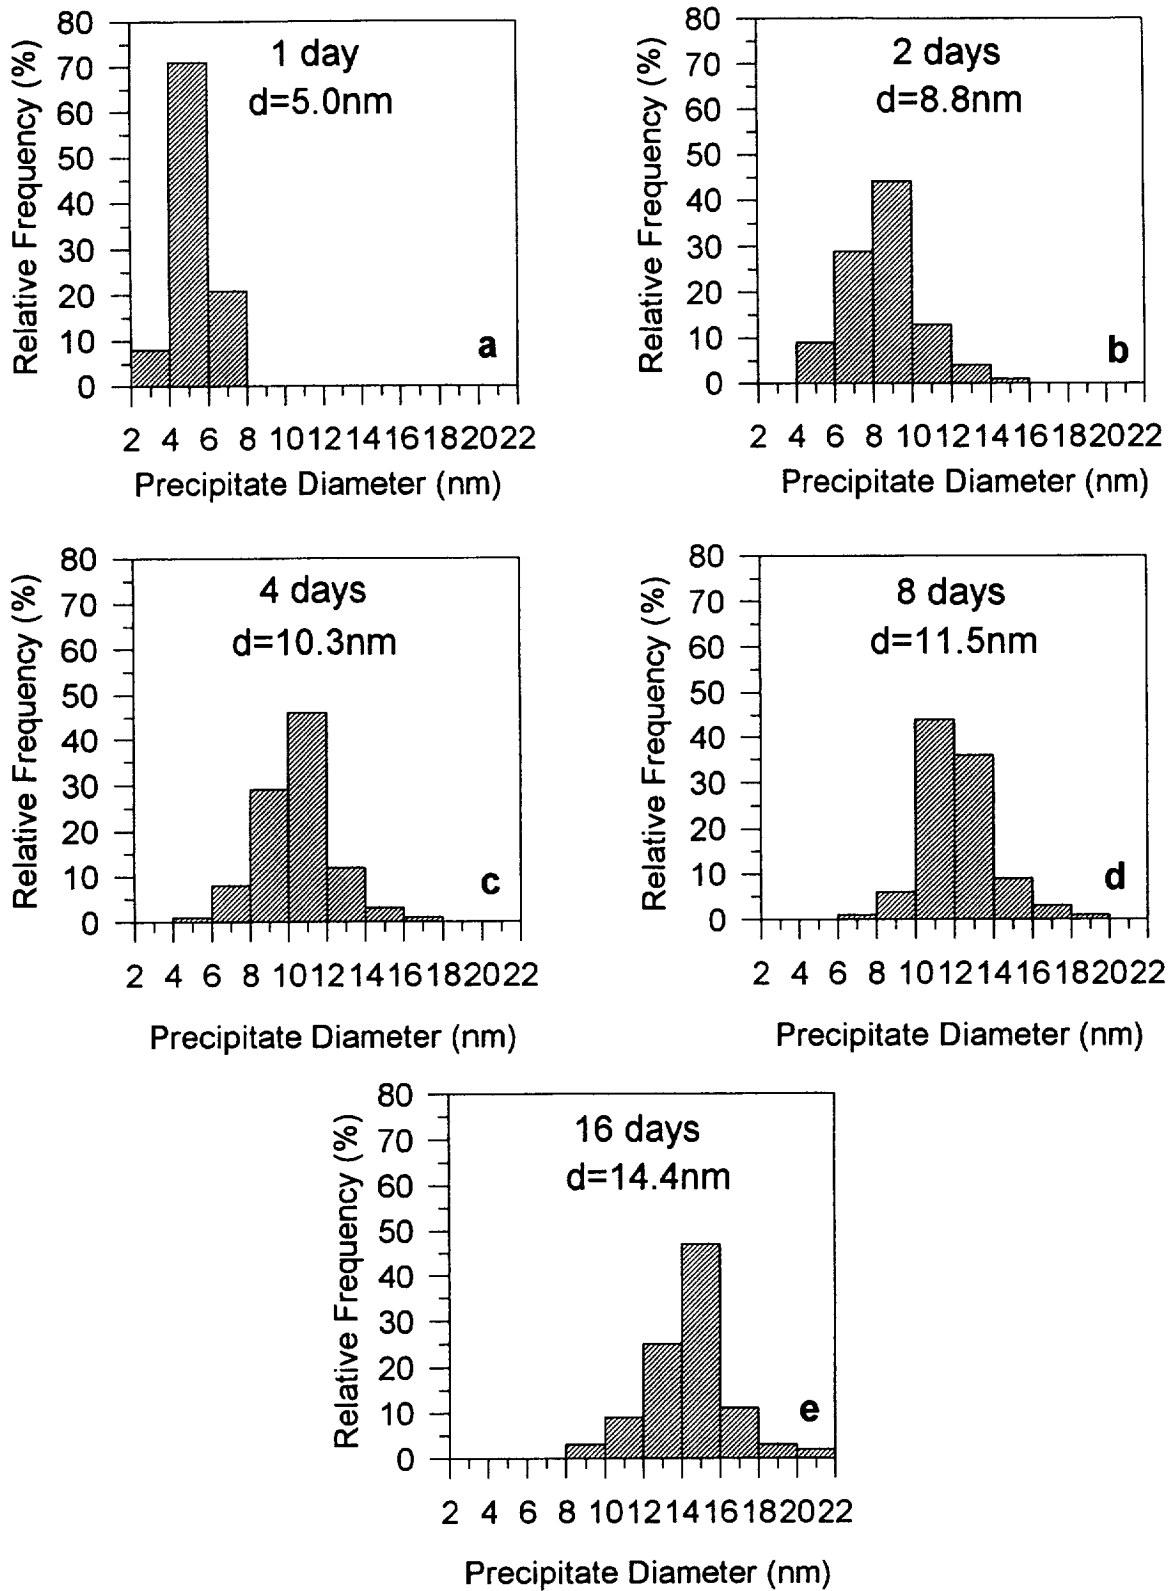 1 day
d=5.0nm
Relative Frequency (%)
80
70
60
50
40
30
20
10
0
a
2 4 6 8 10 12 14 16 18 20 22
Precipitate Diameter (nm)
2 days
d=8.8nm
Relative Frequency (%)
80
70
60
50
40
30
20
10
0
b
2 4 6 8 10 12 14 16 18 20 22
Precipitate Diameter (nm)
4 days
d=10.3nm
Relative Frequency (%)
80
70
60
50
40
30
20
10
0
c
2 4 6 8 10 12 14 16 18 20 22
Precipitate Diameter (nm)
8 days
d=11.5nm
Relative Frequency (%)
80
70
60
50
40
30
20
10
0
d
2 4 6 8 10 12 14 16 18 20 22
Precipitate Diameter (nm)
16 days
d=14.4nm
Relative Frequency (%)
80
70
60
50
40
30
20
10
0
e
2 4 6 8 10 12 14 16 18 20 22
Precipitate Diameter (nm)